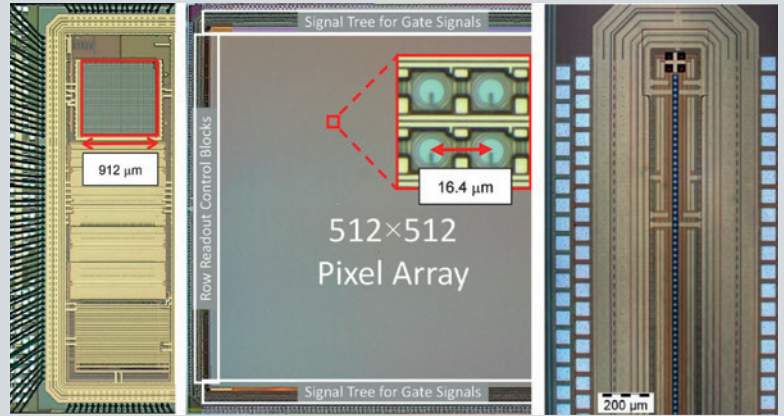 912 µm
Signal Tree for Gate Signals
Row Readout Control Blocks
16.4 µm
512×512
Pixel Array
Signal Tree for Gate Signals
200 µm